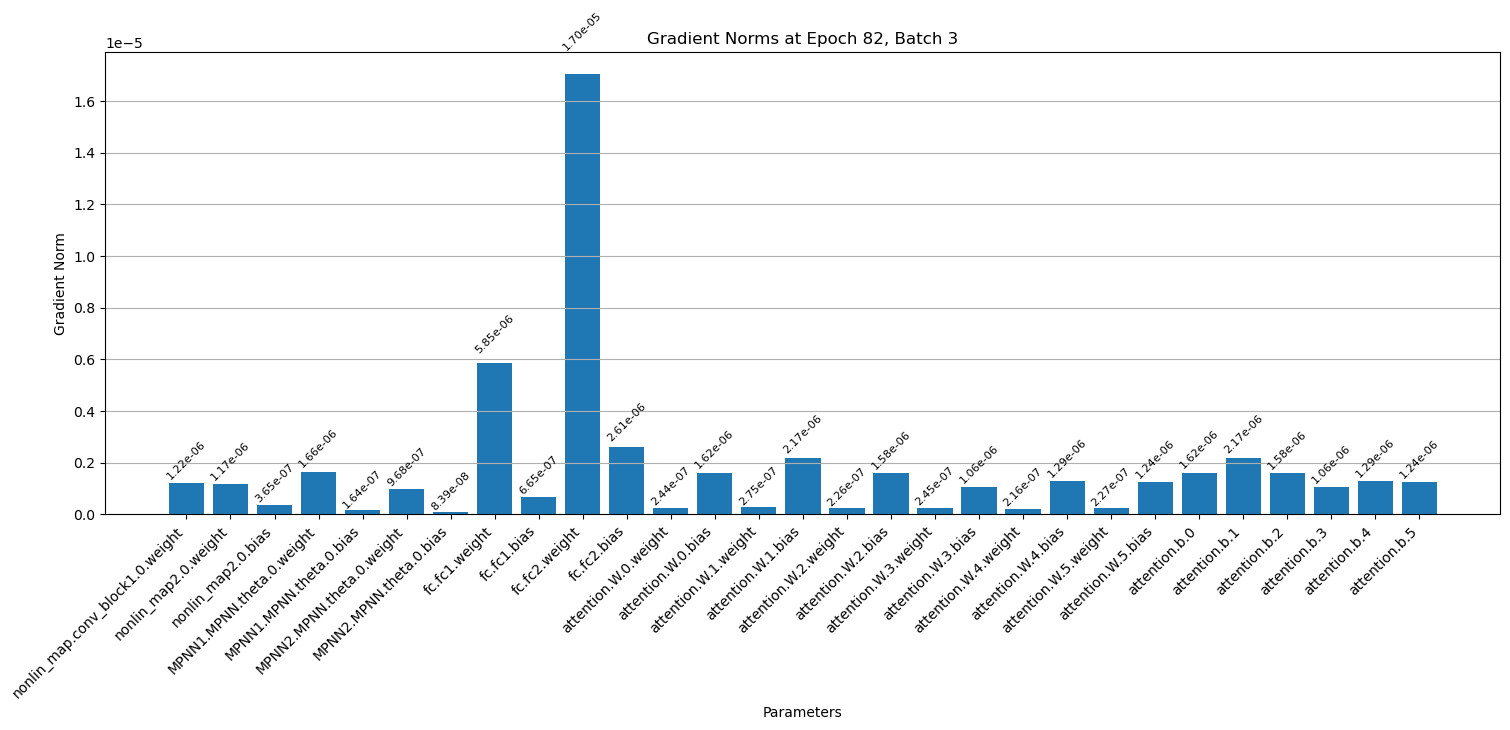 Gradient Norms at Epoch 82, Batch 3
1e−5
1.6
1.4
1.2
1.0
0.8
0.6
0.4
0.2
0.0
Gradient Norm
1.22e-06
1.17e-06
3.65e-07
1.66e-06
1.64e-07
9.68e-07
8.39e-08
5.85e-06
6.65e-07
1.70e-05
2.61e-06
2.44e-07
1.62e-06
2.75e-07
2.17e-06
2.26e-07
1.58e-06
2.45e-07
1.06e-06
2.16e-07
1.29e-06
2.27e-07
1.24e-06
1.62e-06
2.17e-06
1.58e-06
1.06e-06
1.29e-06
1.24e-06
nonlin_map.conv_block1.0.weight
nonlin_map2.0.weight
nonlin_map2.0.bias
MPNN1.MPNN.theta.0.weight
MPNN1.MPNN.theta.0.bias
MPNN2.MPNN.theta.0.weight
MPNN2.MPNN.theta.0.bias
fc.fc1.weight
fc.fc1.bias
fc.fc2.weight
fc.fc2.bias
attention.W.0.weight
attention.W.0.bias
attention.W.1.weight
attention.W.1.bias
attention.W.2.weight
attention.W.2.bias
attention.W.3.weight
attention.W.3.bias
attention.W.4.weight
attention.W.4.bias
attention.W.5.weight
attention.W.5.bias
attention.b.0
attention.b.1
attention.b.2
attention.b.3
attention.b.4
attention.b.5
Parameters